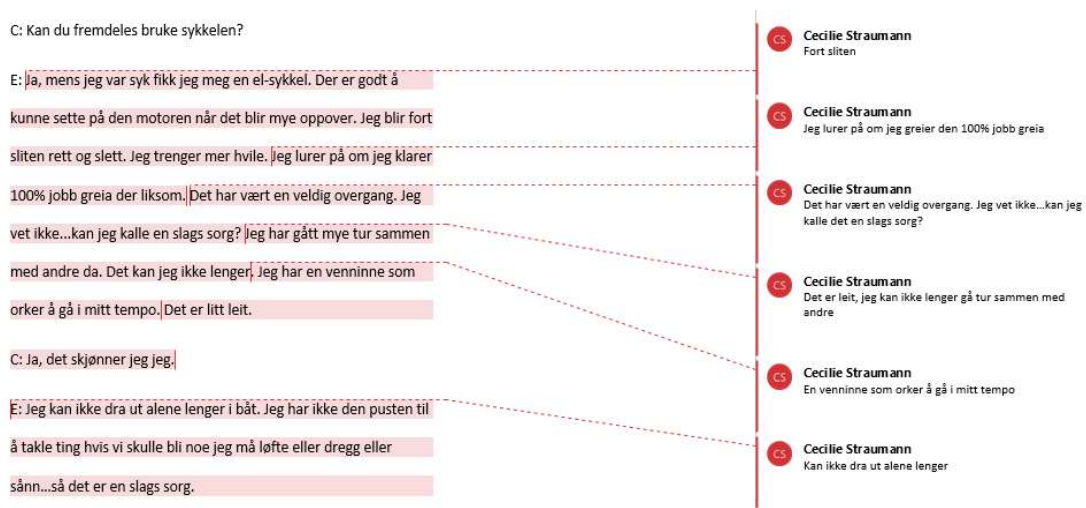 C: Kan du fremdeles bruke sykkelen?
E: Ja, mens jeg var syk fikk jeg meg en el-sykkel. Der er godt å
kunne sette på den motoren når det blir mye oppover. Jeg blir fort
sliten rett og slett. Jeg trenger mer hvile. Jeg lurer på om jeg klarer
100% jobb greia der liksom. Det har vært en veldig overgang. Jeg
vet ikke...kan jeg kalle en slags sorg? Jeg har gått mye tur sammen
med andre da. Det kan jeg ikke lenger. Jeg har en venninne som
orker å gå i mitt tempo. Det er litt leit.
C: Ja, det skjønner jeg jeg.
E: Jeg kan ikke dra ut alene lenger i båt. Jeg har ikke den pusten til
å takle ting hvis vi skulle bli noe jeg må løfte eller dregg eller
sånn...så det er en slags sorg.
CS Cecilie Straumann
Fort sliten
CS Cecilie Straumann
Jeg lurer på om jeg greier den 100% jobb greia
CS Cecilie Straumann
Det har vært en veldig overgang. Jeg vet ikke...kan jeg
kalle det en slags sorg?
CS Cecilie Straumann
Det er leit, jeg kan ikke lenger gå tur sammen med
andre
CS Cecilie Straumann
En venninne som orker å gå i mitt tempo
CS Cecilie Straumann
Kan ikke dra ut alene lenger